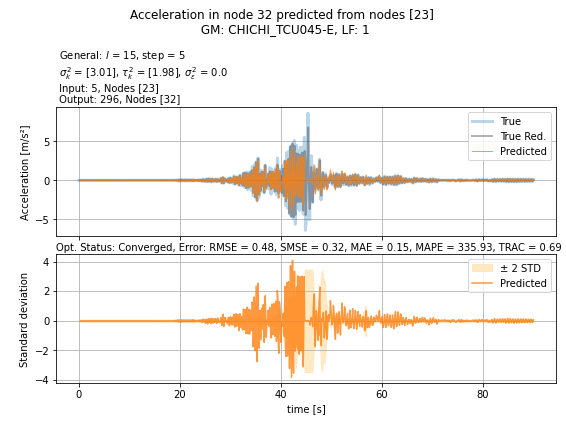 Acceleration in node 32 predicted from nodes [23]
GM: CHICHI_TCU045-E, LF: 1
General: l = 15, step = 5
σ²ₖ = [3.01], τ²ₖ = [1.98], σ²ₑ = 0.0
Input: 5, Nodes [23]
Output: 296, Nodes [32]
Acceleration [m/s²]
5
0
−5
True
True Red.
Predicted
Opt. Status: Converged, Error: RMSE = 0.48, SMSE = 0.32, MAE = 0.15, MAPE = 335.93, TRAC = 0.69
Standard deviation
4
2
0
−2
−4
± 2 STD
Predicted
0 20 40 60 80
time [s]